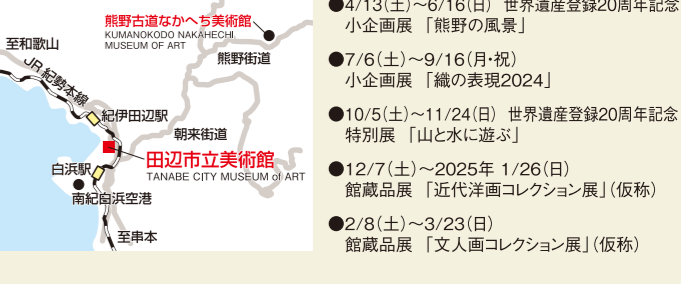 熊野古道なかへち美術館
KUMANOKODO NAKAHECHI
MUSEUM OF ART
至和歌山
熊野街道
JR紀勢本線
紀伊田辺駅
朝来街道
田辺市立美術館
TANABE CITY MUSEUM of ART
白浜駅
南紀白浜空港
至串本
●4/13(土)〜6/16(日) 世界遺産登録20周年記念
小企画展 「熊野の風景」
●7/6(土)〜9/16(月・祝)
小企画展 「織の表現2024」
●10/5(土)〜11/24(日) 世界遺産登録20周年記念
特別展 「山と水に遊ぶ」
●12/7(土)〜2025年 1/26(日)
館蔵品展 「近代洋画コレクション展」(仮称)
●2/8(土)〜3/23(日)
館蔵品展 「文人画コレクション展」(仮称)